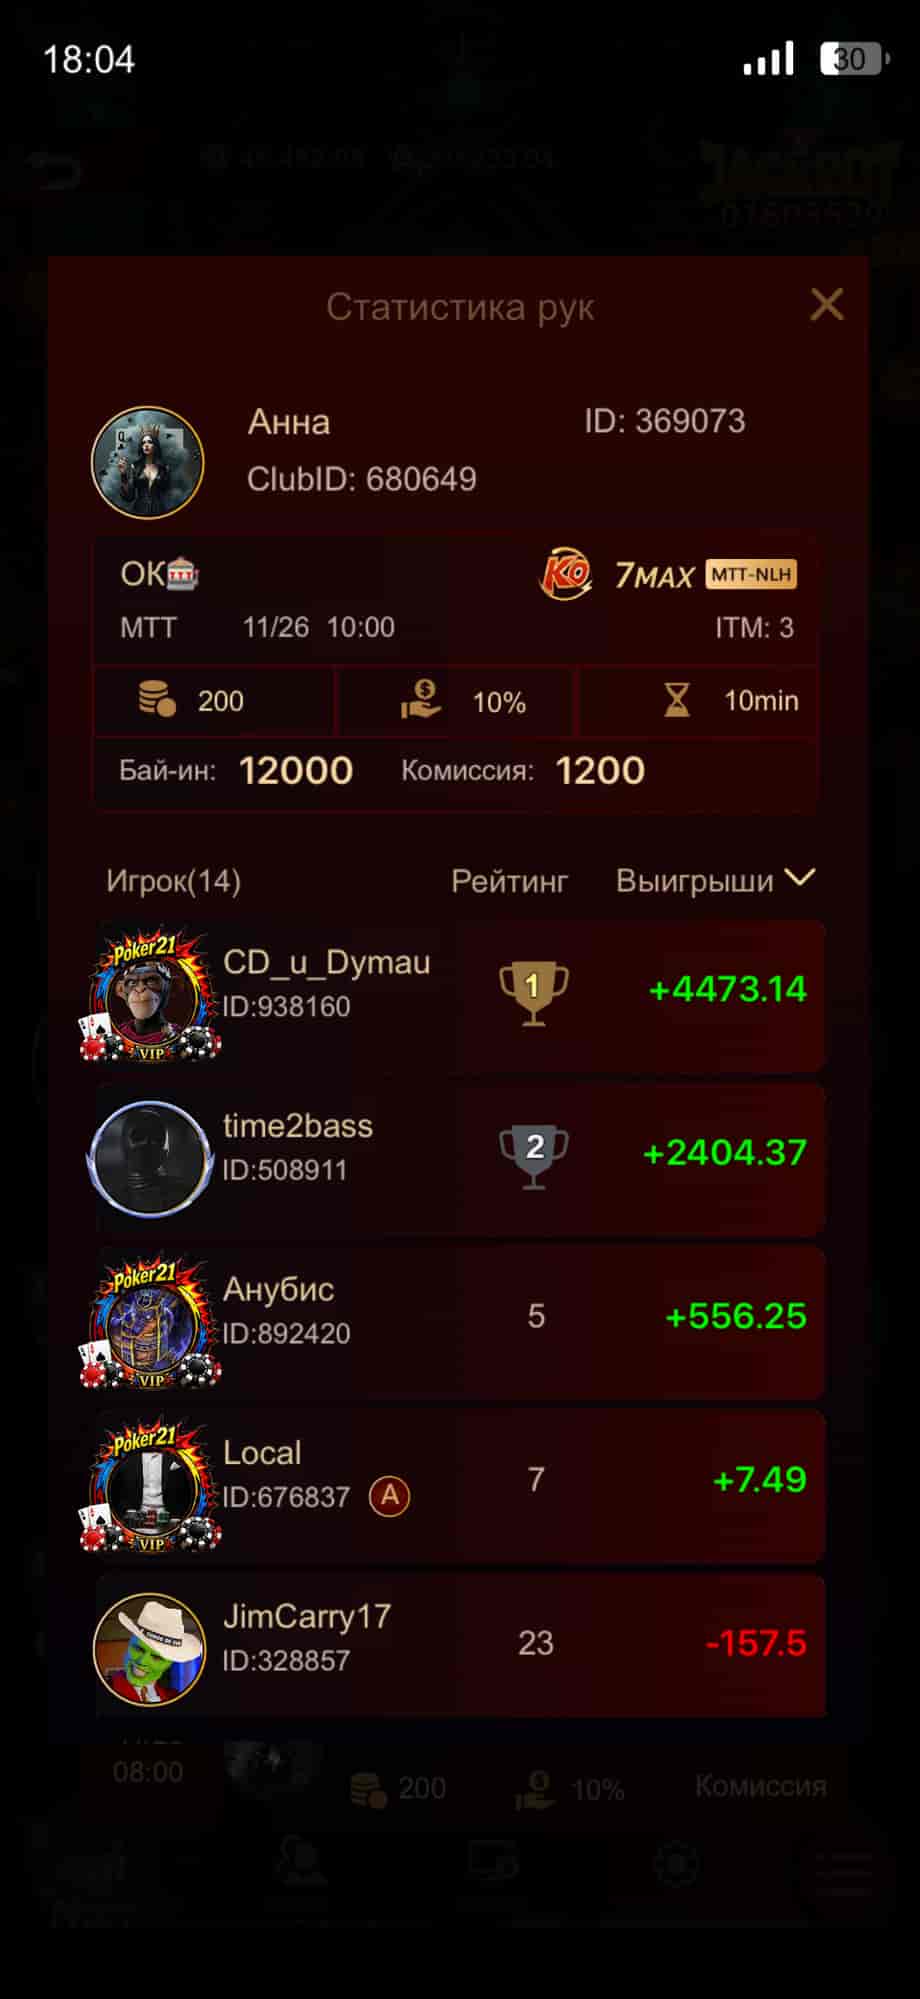 18:04
30
JACKPOT
Статистика рук
Анна
ID: 369073
ClubID: 680649
ОК
KO 7MAX MTT-NLH
MTT 11/26 10:00 ITM: 3
200 10% 10min
Бай-ин: 12000 Комиссия: 1200
Игрок(14) Рейтинг Выигрыши
Poker21
VIP
CD_u_Dymau
ID:938160
1
+4473.14
time2bass
ID:508911
2
+2404.37
Poker21
VIP
Анубис
ID:892420
5
+556.25
Poker21
VIP
Local
ID:676837 A
7
+7.49
JimCarry17
ID:328857
23
-157.5
08:00
200 10% Комиссия